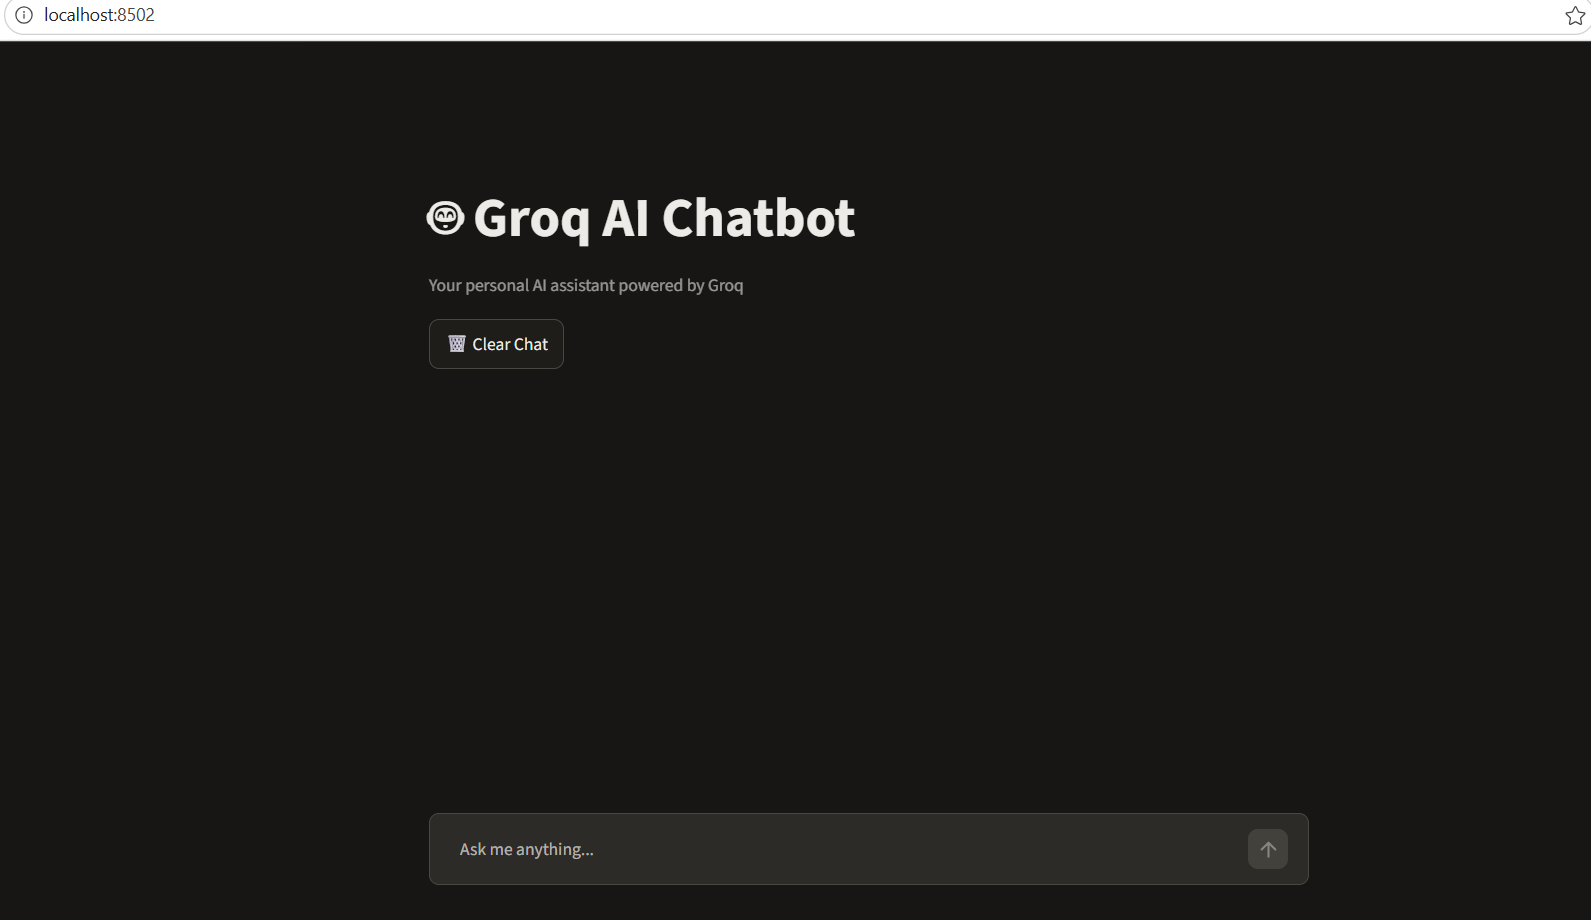 localhost:8502
Groq AI Chatbot
Your personal AI assistant powered by Groq
Clear Chat
Ask me anything...